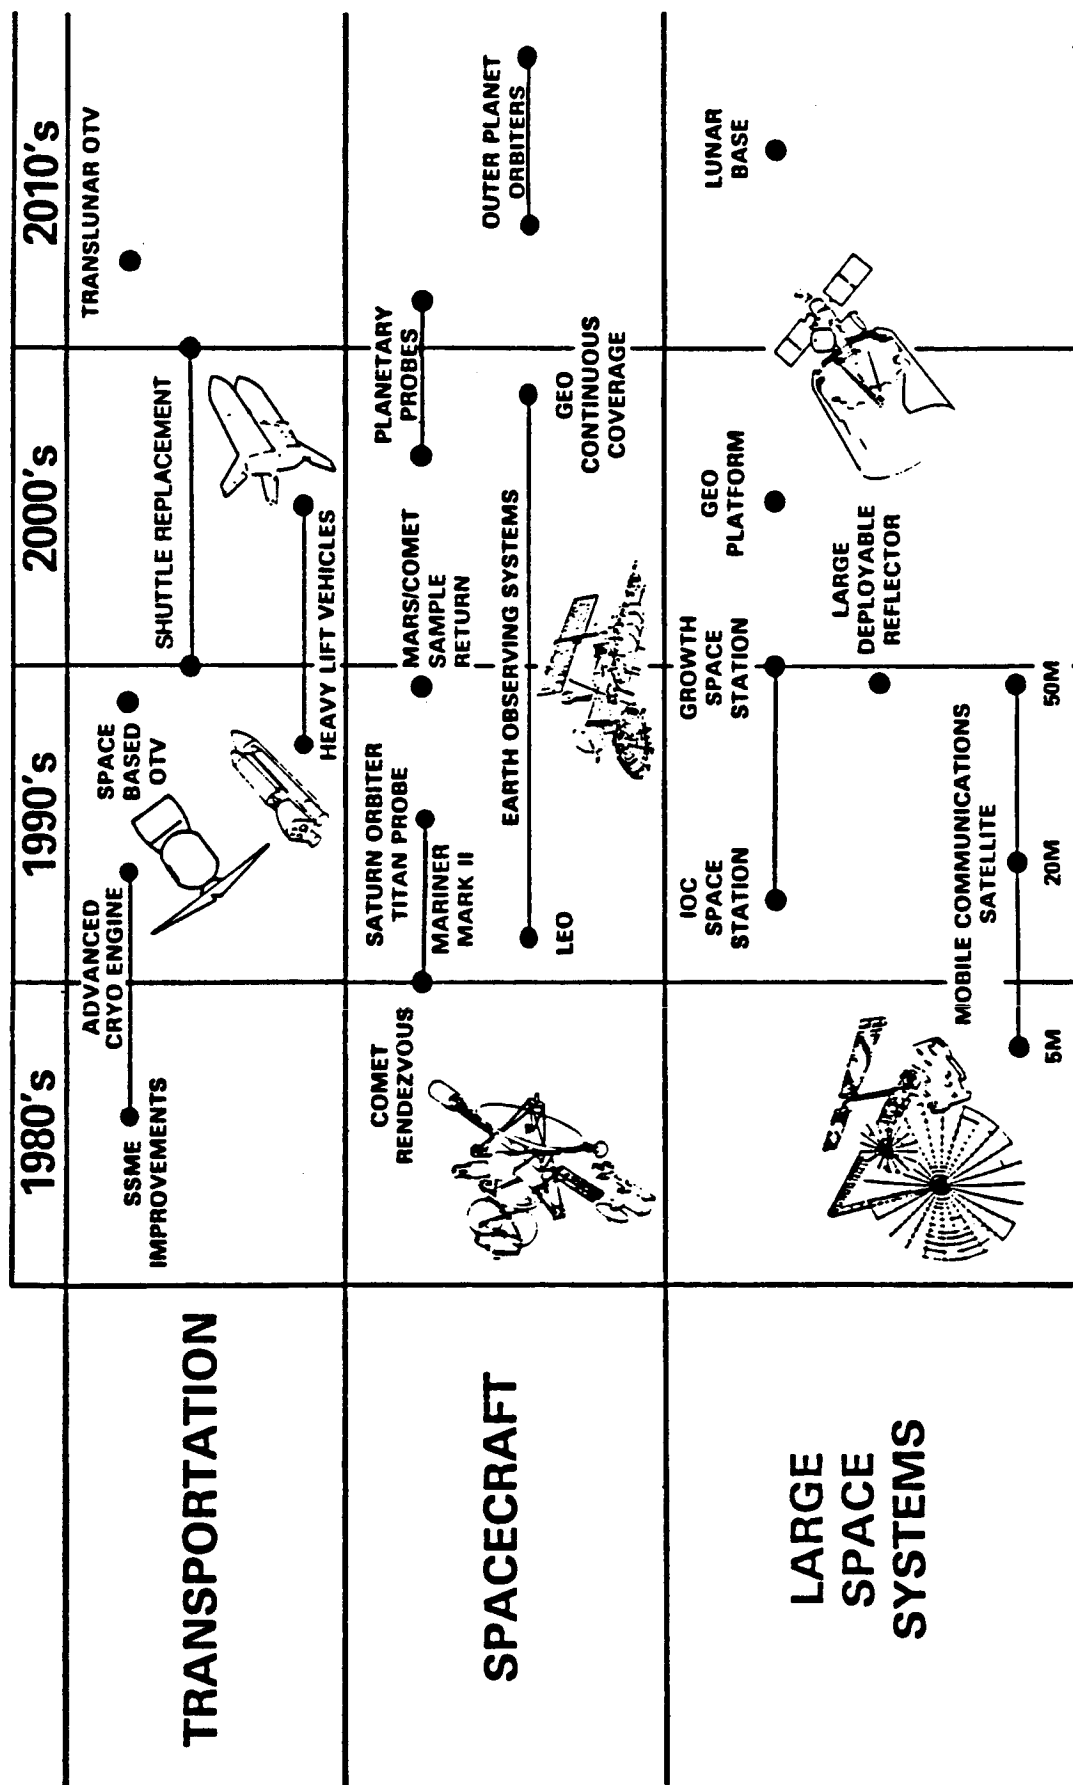 1980's
1990's
2000's
2010's
TRANSPORTATION
SSME
IMPROVEMENTS
ADVANCED
CRYO ENGINE
SPACE
BASED
OTV
SHUTTLE REPLACEMENT
HEAVY LIFT VEHICLES
TRANSLUNAR OTV
SPACECRAFT
COMET
RENDEZVOUS
SATURN ORBITER
TITAN PROBE
MARINER
MARK II
MARS/COMET
SAMPLE
RETURN
PLANETARY
PROBES
OUTER PLANET
ORBITERS
EARTH OBSERVING SYSTEMS
LEO
GEO
CONTINUOUS
COVERAGE
LARGE
SPACE
SYSTEMS
IOC
SPACE
STATION
GROWTH
SPACE
STATION
GEO
PLATFORM
LUNAR
BASE
LARGE
DEPLOYABLE
REFLECTOR
MOBILE COMMUNICATIONS
SATELLITE
5M
20M
50M